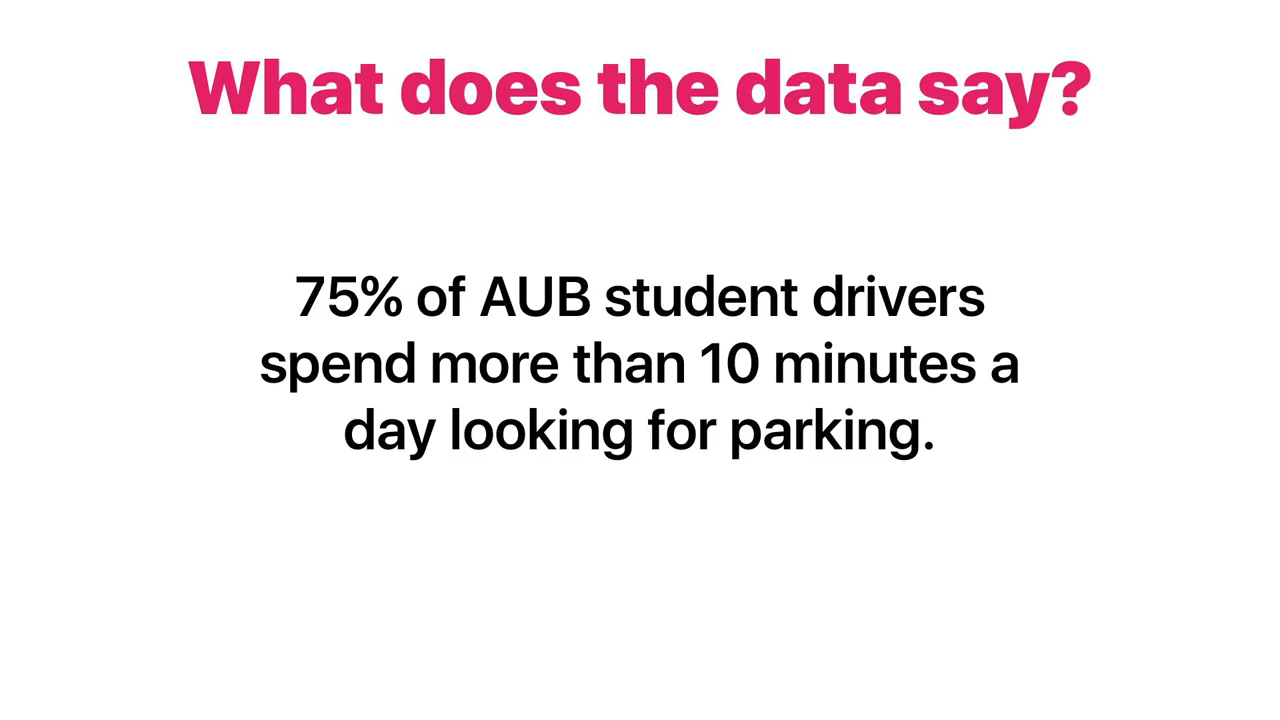 What does the data say?
75% of AUB student drivers
spend more than 10 minutes a
day looking for parking.